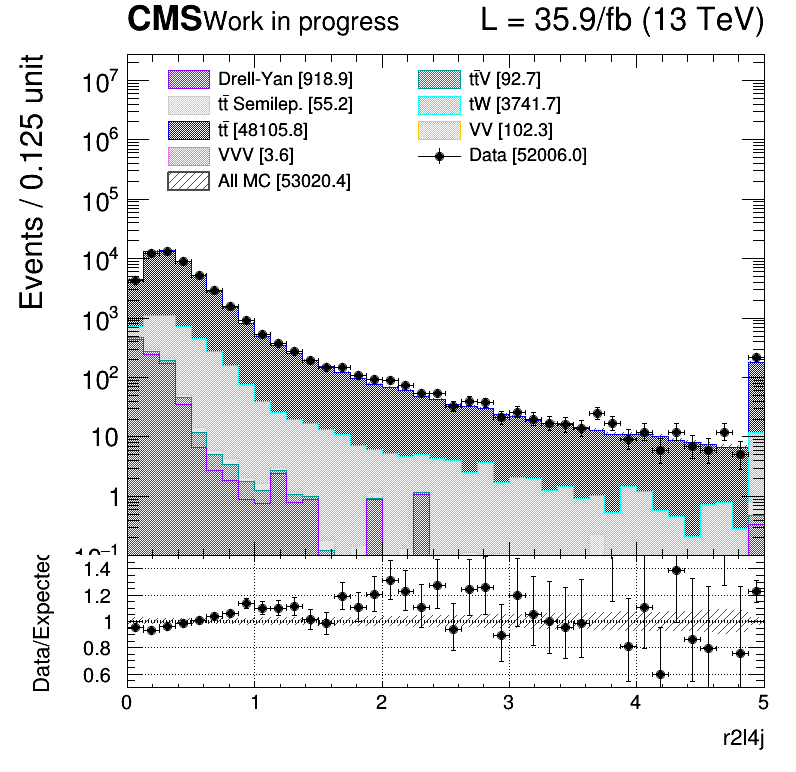 CMS Work in progress L = 35.9/fb (13 TeV)
Events / 0.125 unit
10⁷
10⁶
10⁵
10⁴
10³
10²
10
1
10⁻¹
Drell-Yan [918.9]
tt̄ Semilep. [55.2]
tt̄ [48105.8]
VVV [3.6]
All MC [53020.4]
tt̄V [92.7]
tW [3741.7]
VV [102.3]
Data [52006.0]
Data/Expected
1.4
1.2
1
0.8
0.6
0 1 2 3 4 5
r2l4j